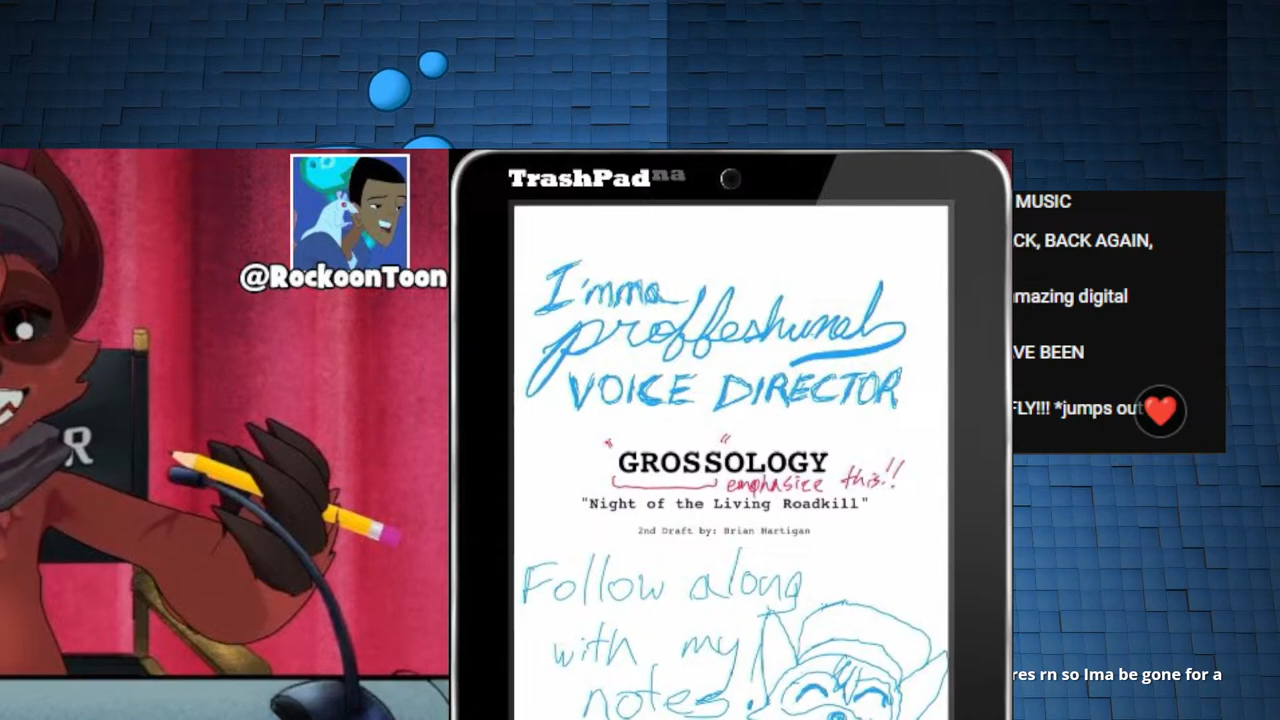 TrashPadna
@RockoonToon
R
I'mma
proffeshunal
VOICE DIRECTOR
"GROSSOLOGY"
emphasize this!!
"Night of the Living Roadkill"
2nd Draft by: Brian Hartigan
Follow along
with my
notes!
MUSIC
CK, BACK AGAIN,
mazing digital
VE BEEN
FLY!!! *jumps out
res rn so Ima be gone for a